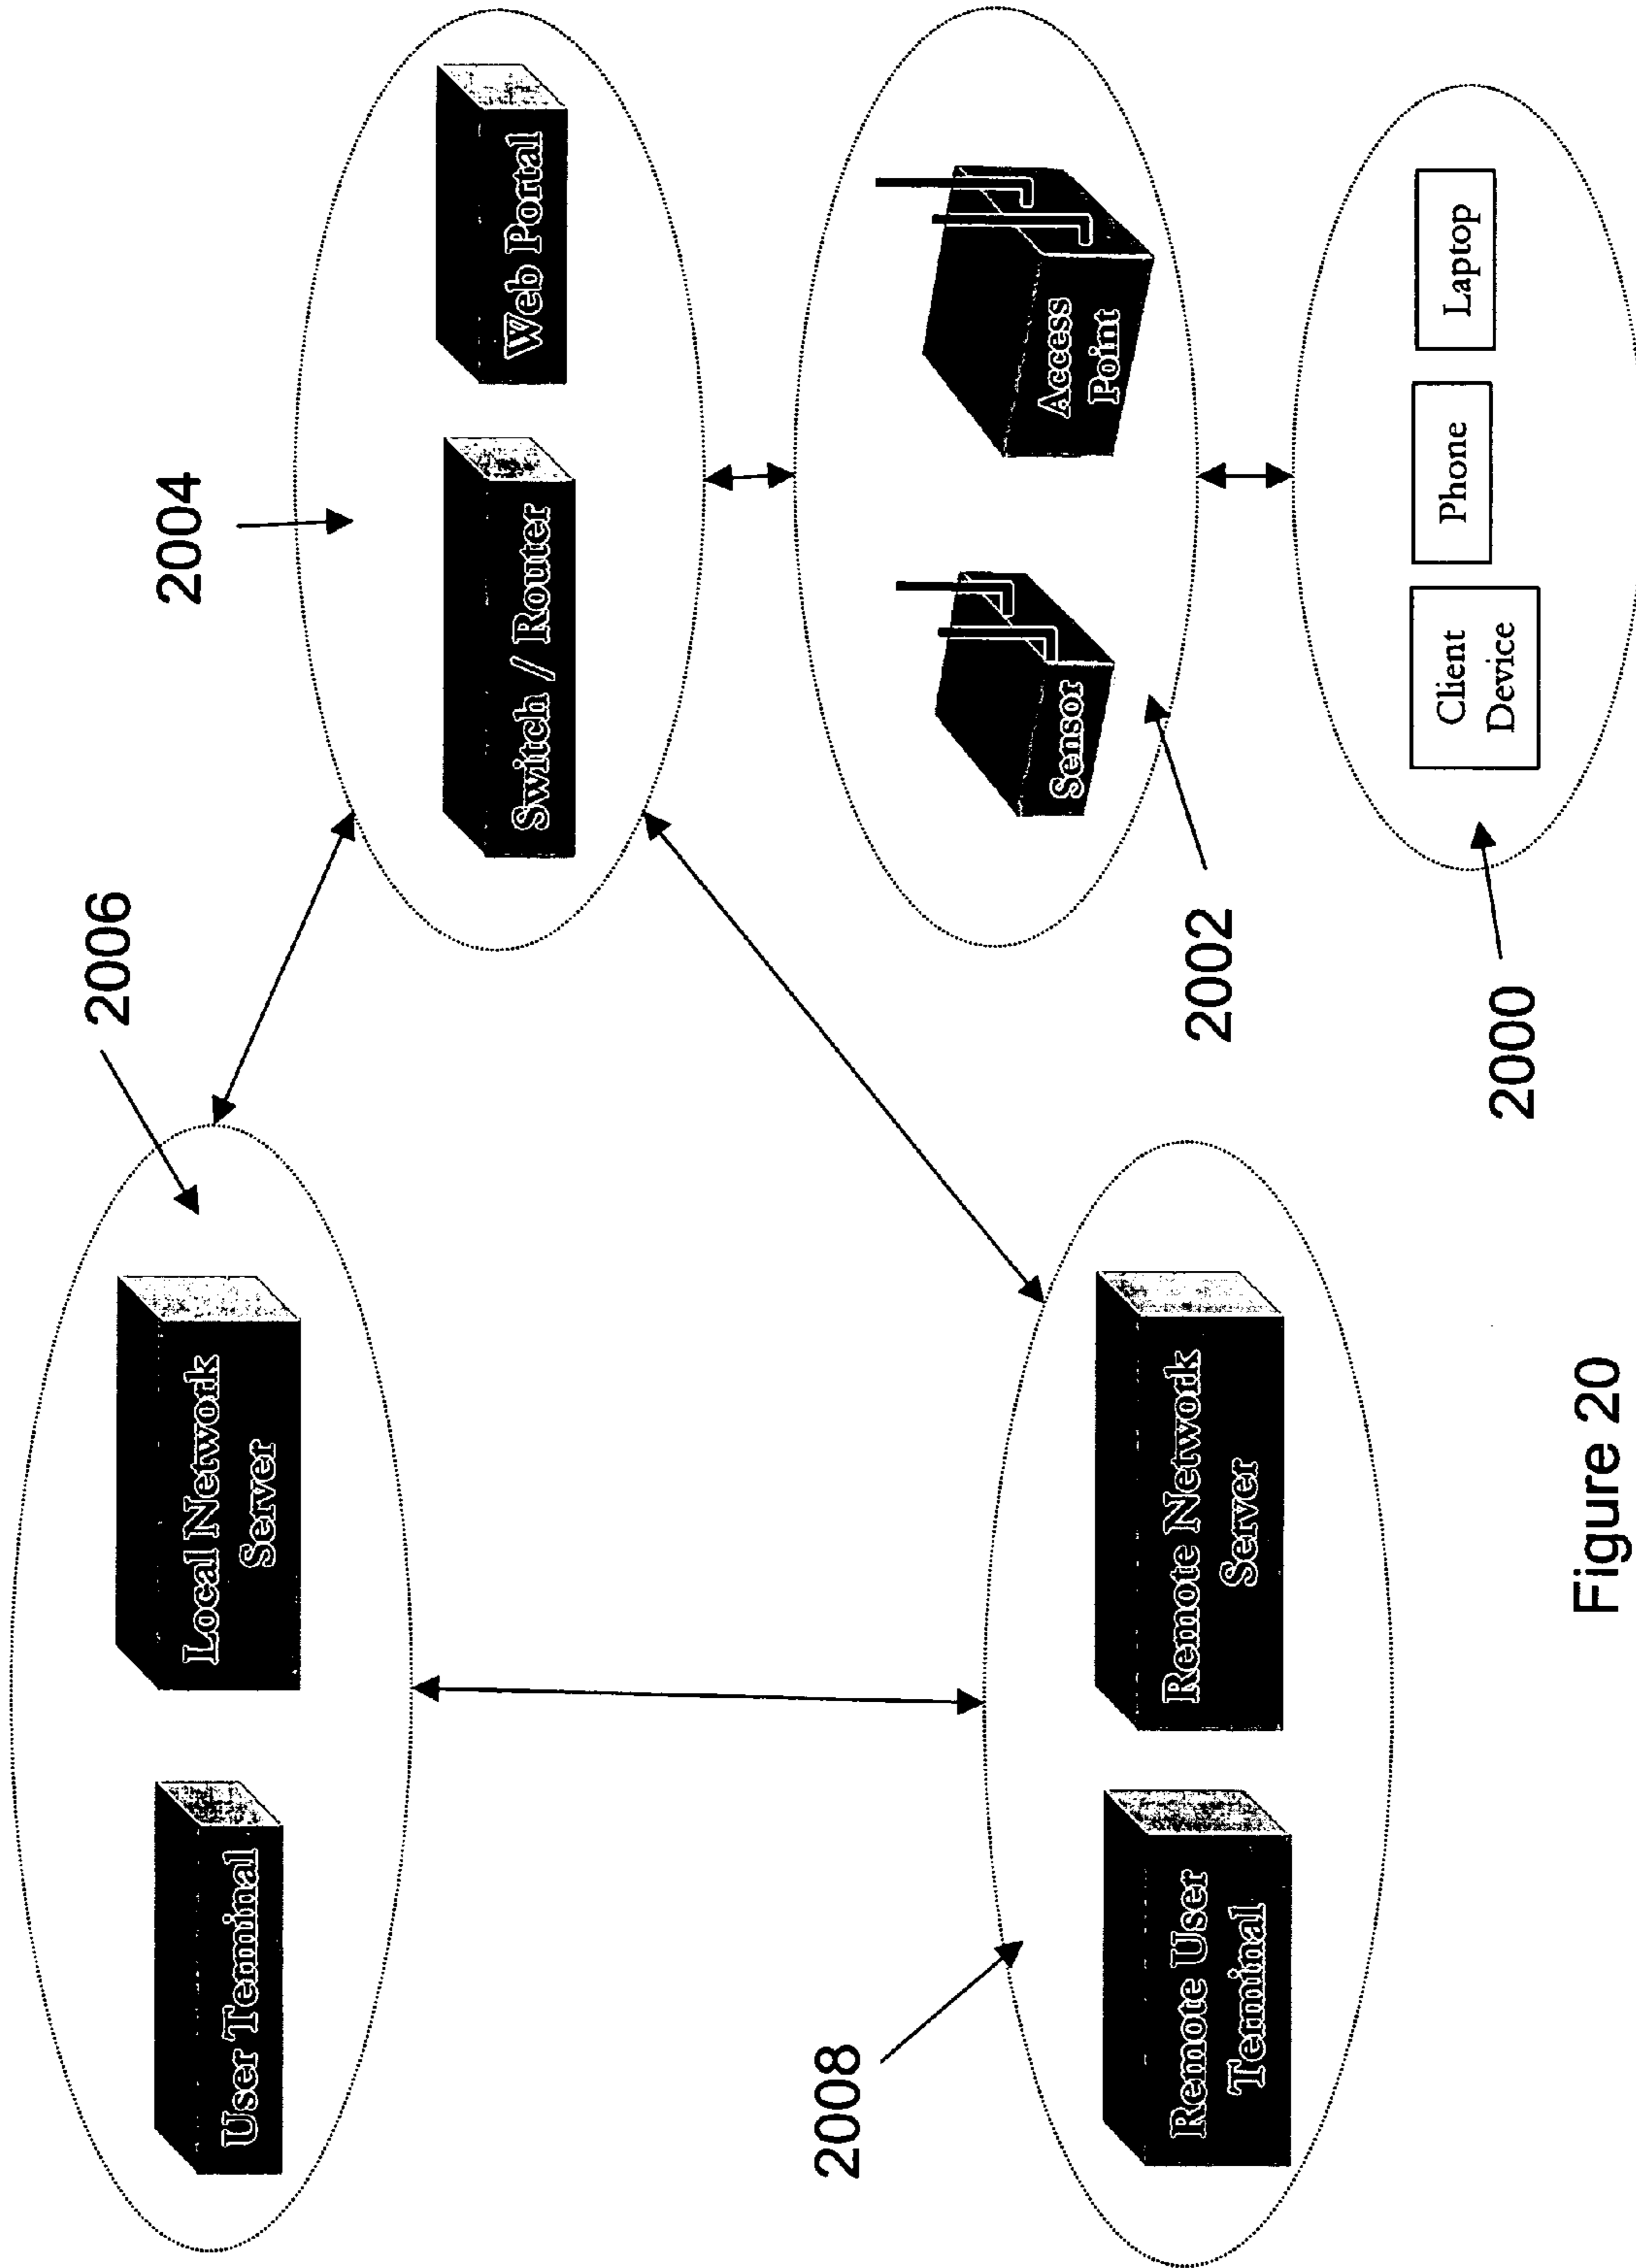 2006
2004
User Terminal
Local Network
Server
Switch / Router
Web Portal
2008
Sensor
Access
Point
Remote User
Terminal
Remote Network
Server
2002
2000
Client
Device
Phone
Laptop
Figure 20